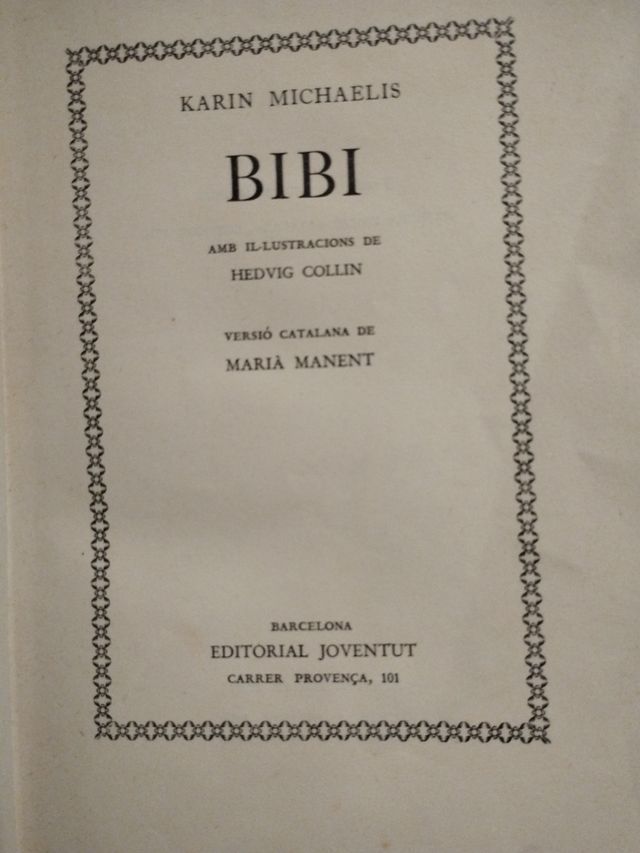 KARIN MICHAELIS
BIBI
AMB IL-LUSTRACIONS DE
HEDVIG COLLIN
VERSIÓ CATALANA DE
MARIÀ MANENT
BARCELONA
EDITORIAL JOVENTUT
CARRER PROVENÇA, 101